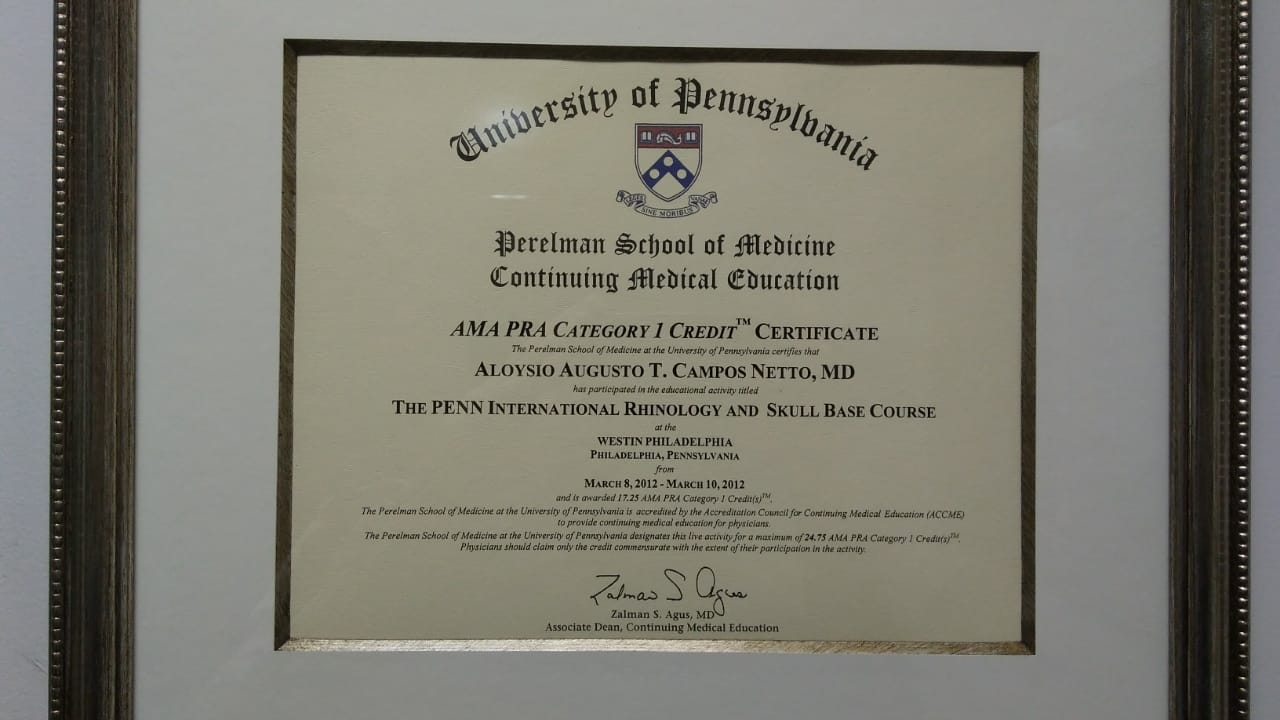 University of Pennsylvania
SINE MORIBUS
Perelman School of Medicine
Continuing Medical Education
AMA PRA CATEGORY 1 CREDIT™ CERTIFICATE
The Perelman School of Medicine at the University of Pennsylvania certifies that
ALOYSIO AUGUSTO T. CAMPOS NETTO, MD
has participated in the educational activity titled
THE PENN INTERNATIONAL RHINOLOGY AND SKULL BASE COURSE
at the
WESTIN PHILADELPHIA
PHILADELPHIA, PENNSYLVANIA
from
MARCH 8, 2012 - MARCH 10, 2012
and is awarded 17.25 AMA PRA Category 1 Credit(s)™.
The Perelman School of Medicine at the University of Pennsylvania is accredited by the Accreditation Council for Continuing Medical Education (ACCME)
to provide continuing medical education for physicians.
The Perelman School of Medicine at the University of Pennsylvania designates this live activity for a maximum of 24.75 AMA PRA Category 1 Credit(s)™.
Physicians should claim only the credit commensurate with the extent of their participation in the activity.
Zalman S Agus
Zalman S. Agus, MD
Associate Dean, Continuing Medical Education